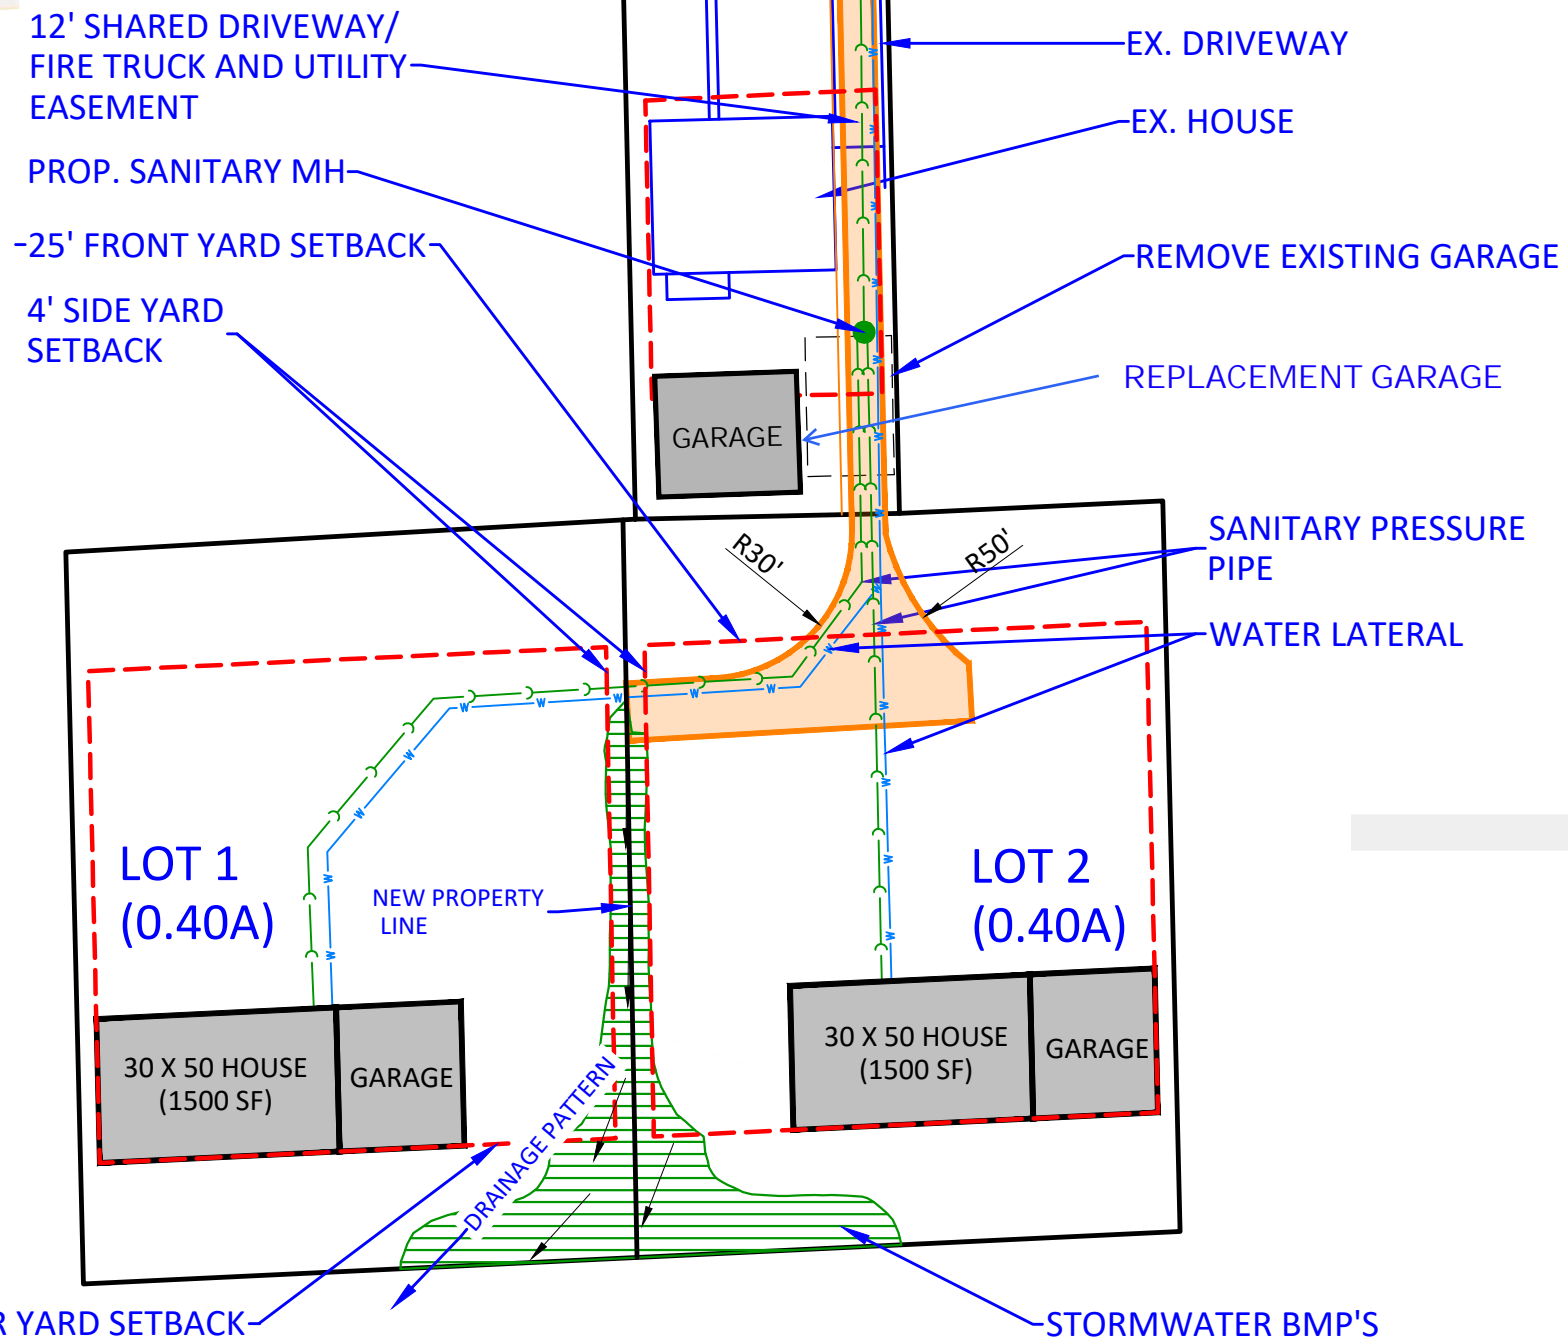 12' SHARED DRIVEWAY/
FIRE TRUCK AND UTILITY
EASEMENT
EX. DRIVEWAY
EX. HOUSE
PROP. SANITARY MH
-25' FRONT YARD SETBACK
REMOVE EXISTING GARAGE
4' SIDE YARD
SETBACK
REPLACEMENT GARAGE
GARAGE
R30'
R50'
SANITARY PRESSURE
PIPE
WATER LATERAL
LOT 1
(0.40A)
NEW PROPERTY
LINE
LOT 2
(0.40A)
30 X 50 HOUSE
(1500 SF)
GARAGE
30 X 50 HOUSE
(1500 SF)
GARAGE
DRAINAGE PATTERN
R YARD SETBACK
STORMWATER BMP'S